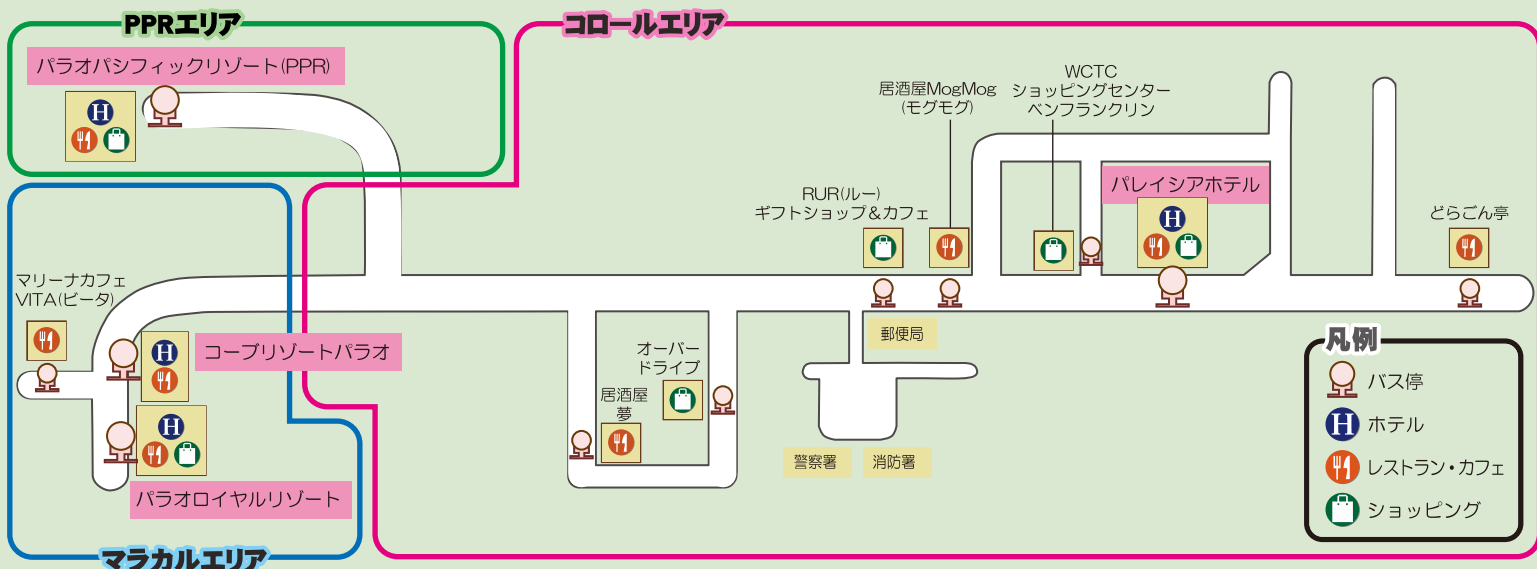 PPRエリア
パラオパシフィックリゾート(PPR)
H
コロールエリア
居酒屋MogMog
(モグモグ)
WCTC
ショッピングセンター
ベンフランクリン
RUR(ルー)
ギフトショップ&カフェ
パレイシアホテル
H
どらごん亭
マリーナカフェ
VITA(ビータ)
H
コーブリゾートパラオ
H
パラオロイヤルリゾート
マラカルエリア
オーバー
ドライブ
居酒屋
夢
郵便局
警察署
消防署
凡例
バス停
H
ホテル
レストラン・カフェ
ショッピング